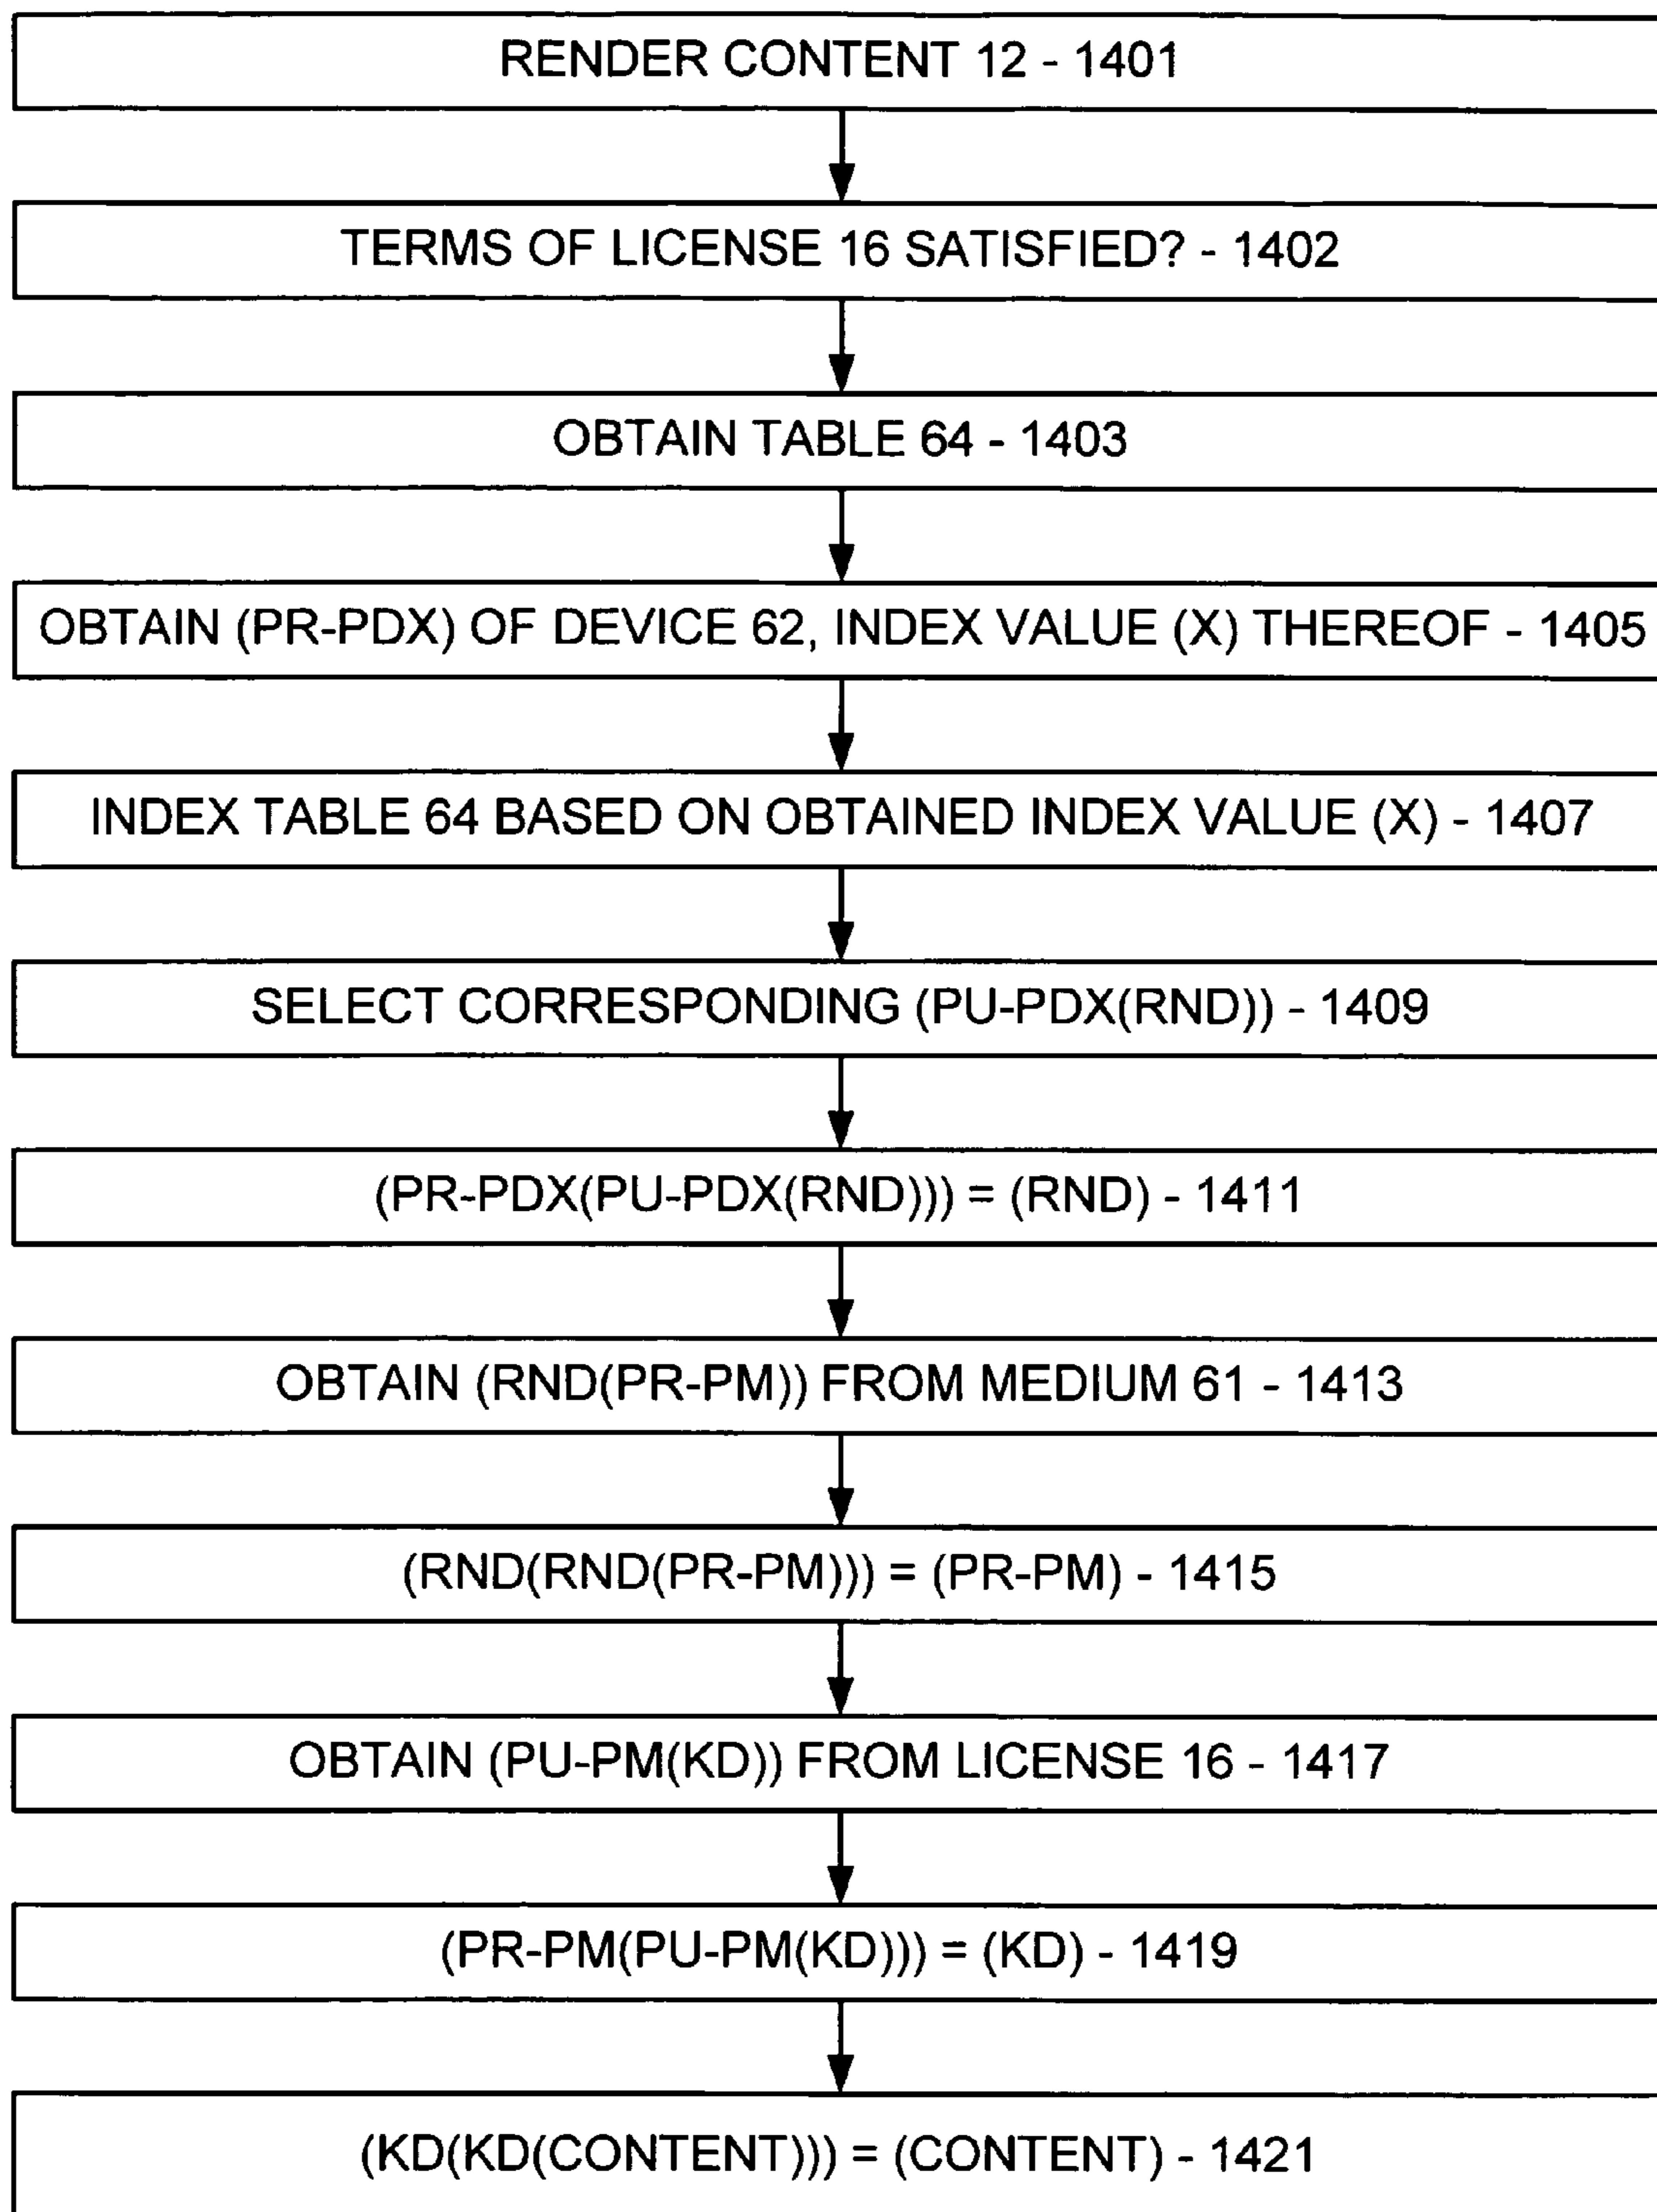 RENDER CONTENT 12 - 1401
TERMS OF LICENSE 16 SATISFIED? - 1402
OBTAIN TABLE 64 - 1403
OBTAIN (PR-PDX) OF DEVICE 62, INDEX VALUE (X) THEREOF - 1405
INDEX TABLE 64 BASED ON OBTAINED INDEX VALUE (X) - 1407
SELECT CORRESPONDING (PU-PDX(RND)) - 1409
(PR-PDX(PU-PDX(RND))) = (RND) - 1411
OBTAIN (RND(PR-PM)) FROM MEDIUM 61 - 1413
(RND(RND(PR-PM))) = (PR-PM) - 1415
OBTAIN (PU-PM(KD)) FROM LICENSE 16 - 1417
(PR-PM(PU-PM(KD))) = (KD) - 1419
(KD(KD(CONTENT))) = (CONTENT) - 1421